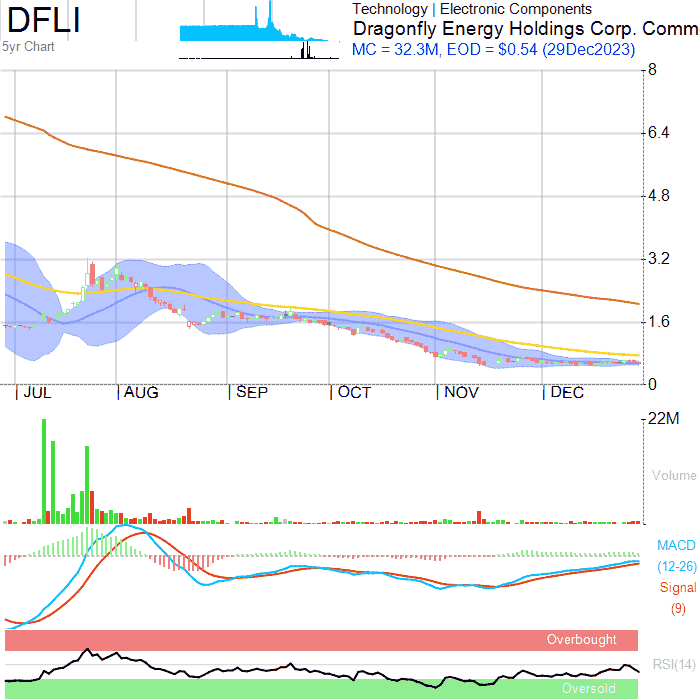 DFLI
5yr Chart
Technology | Electronic Components
Dragonfly Energy Holdings Corp. Comm
MC = 32.3M, EOD = $0.54 (29Dec2023)
8
6.4
4.8
3.2
1.6
0
JUL AUG SEP OCT NOV DEC
22M
Volume
MACD
(12-26)
Signal
(9)
Overbought
RSI(14)
Oversold